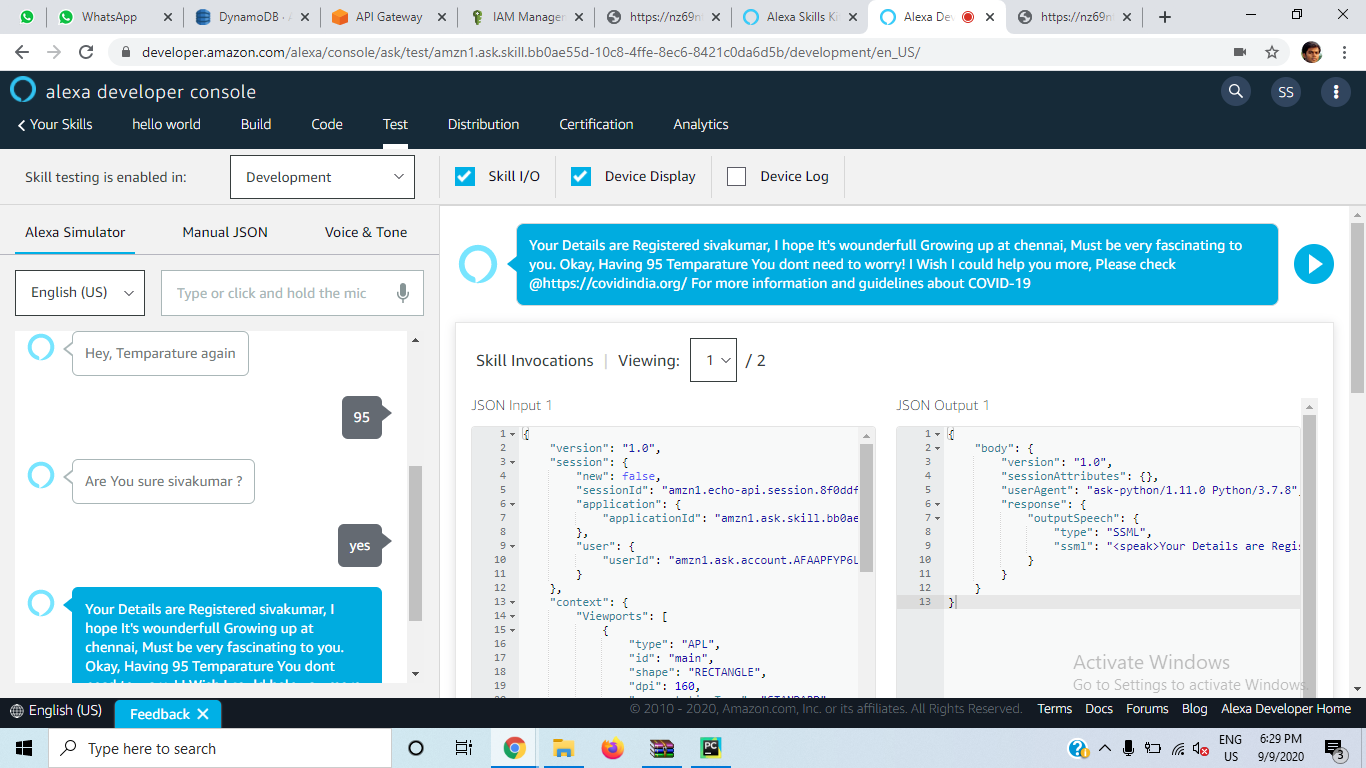 WhatsApp
DynamoDB · A
API Gateway
IAM Manager
https://nz69n
Alexa Skills Ki
Alexa Dev
https://nz69n
developer.amazon.com/alexa/console/ask/test/amzn1.ask.skill.bb0ae55d-10c8-4ffe-8ec6-8421c0da6d5b/development/en_US/
alexa developer console
SS
Your Skills
hello world
Build
Code
Test
Distribution
Certification
Analytics
Skill testing is enabled in:
Development
Skill I/O
Device Display
Device Log
Alexa Simulator
Manual JSON
Voice & Tone
English (US)
Type or click and hold the mic
Hey, Temparature again
95
Are You sure sivakumar ?
yes
Your Details are Registered sivakumar, I
hope It's wounderfull Growing up at
chennai, Must be very fascinating to you.
Okay, Having 95 Temparature You dont
Your Details are Registered sivakumar, I hope It's wounderfull Growing up at chennai, Must be very fascinating to
you. Okay, Having 95 Temparature You dont need to worry! I Wish I could help you more, Please check
@https://covidindia.org/ For more information and guidelines about COVID-19
Skill Invocations | Viewing: 1 / 2
JSON Input 1
1 {
2 "version": "1.0",
3 "session": {
4 "new": false,
5 "sessionId": "amzn1.echo-api.session.8f0ddf
6 "application": {
7 "applicationId": "amzn1.ask.skill.bb0ae
8 },
9 "user": {
10 "userId": "amzn1.ask.account.AFAAPFYP6L
11 }
12 },
13 "context": {
14 "Viewports": [
15 {
16 "type": "APL",
17 "id": "main",
18 "shape": "RECTANGLE",
19 "dpi": 160,
JSON Output 1
1 {
2 "body": {
3 "version": "1.0",
4 "sessionAttributes": {},
5 "userAgent": "ask-python/1.11.0 Python/3.7.8",
6 "response": {
7 "outputSpeech": {
8 "type": "SSML",
9 "ssml": "<speak>Your Details are Regis
10 }
11 }
12 }
13 }
Activate Windows
Go to Settings to activate Windows.
English (US)
Feedback
© 2010 - 2020, Amazon.com, Inc. or its affiliates. All Rights Reserved.
Terms
Docs
Forums
Blog
Alexa Developer Home
Type here to search
PC
ENG
US
6:29 PM
9/9/2020
3